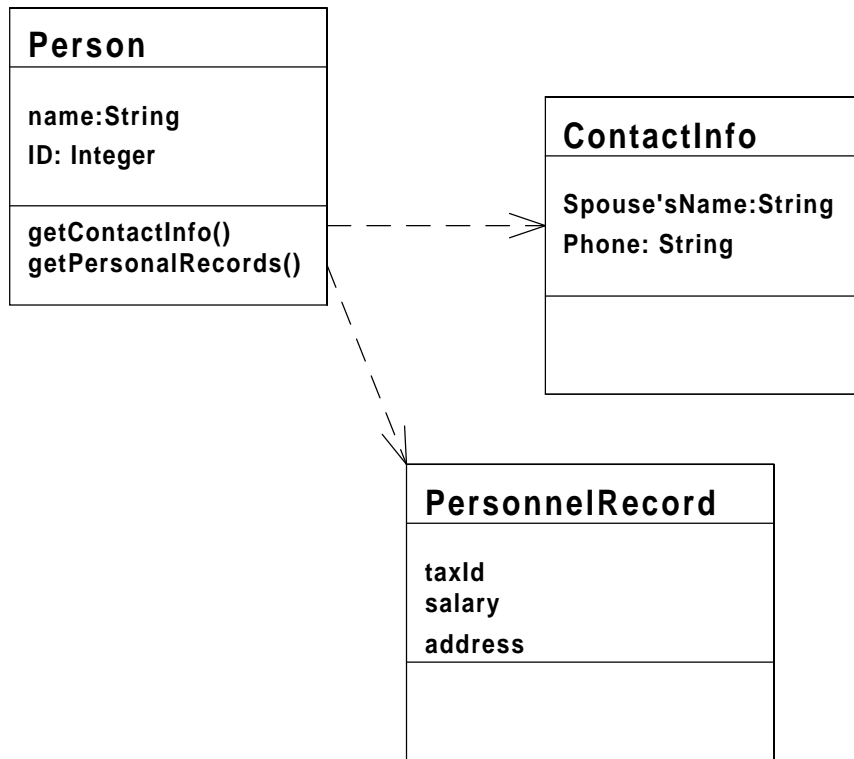 Person
name:String
ID: Integer
getContactInfo()
getPersonalRecords()
ContactInfo
Spouse'sName:String
Phone: String
PersonnelRecord
taxId
salary
address